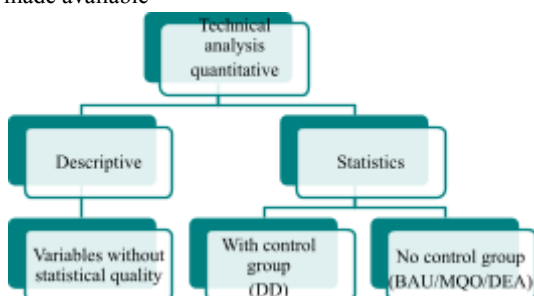 made available
Technical
analysis
quantitative
Descriptive
Statistics
Variables without
statistical quality
With control
group
(DD)
No control group
(BAU/MQO/DEA)